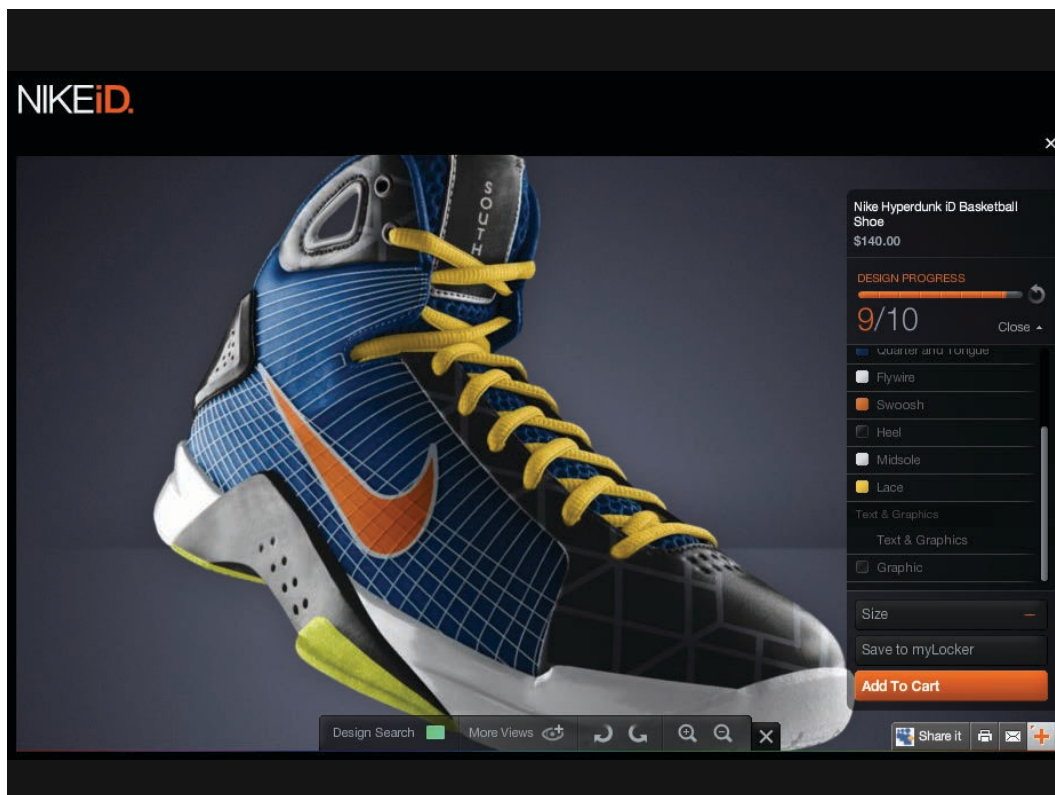 NIKEiD.
SOUTH
Nike Hyperdunk iD Basketball
Shoe
$140.00
DESIGN PROGRESS
9/10
Close
Quarter and Tongue
Flywire
Swoosh
Heel
Midsole
Lace
Text & Graphics
Text & Graphics
Graphic
Size
Save to myLocker
Add To Cart
Design Search
More Views
Share it